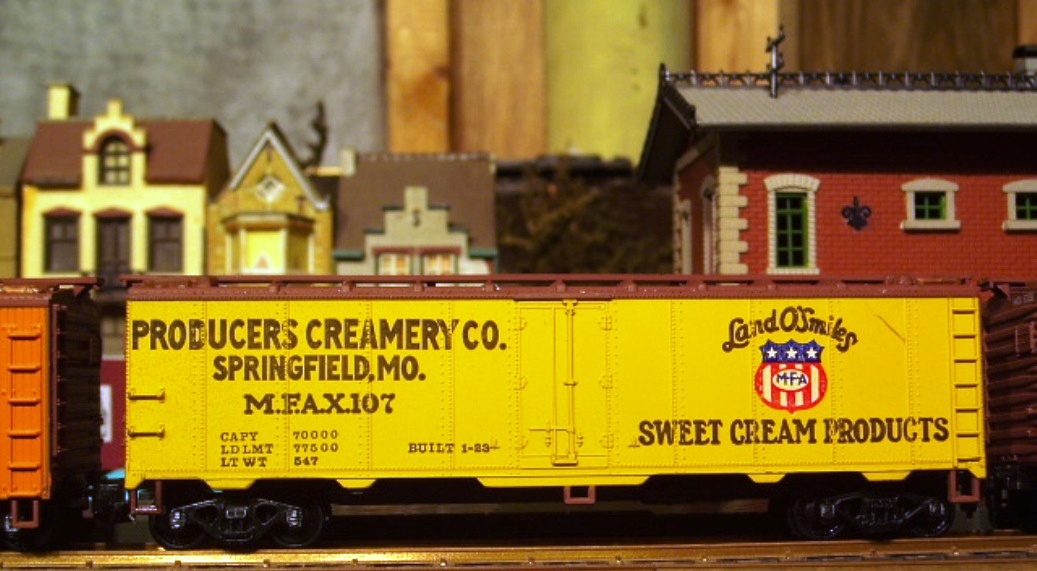 PRODUCERS CREAMERY CO.
SPRINGFIELD, MO.
M.F.A.X.107
CAPY 70000
LD LMT 77500
LT WT 547
BUILT 1-23
Land O'Smiles
M-F-A
SWEET CREAM PRODUCTS